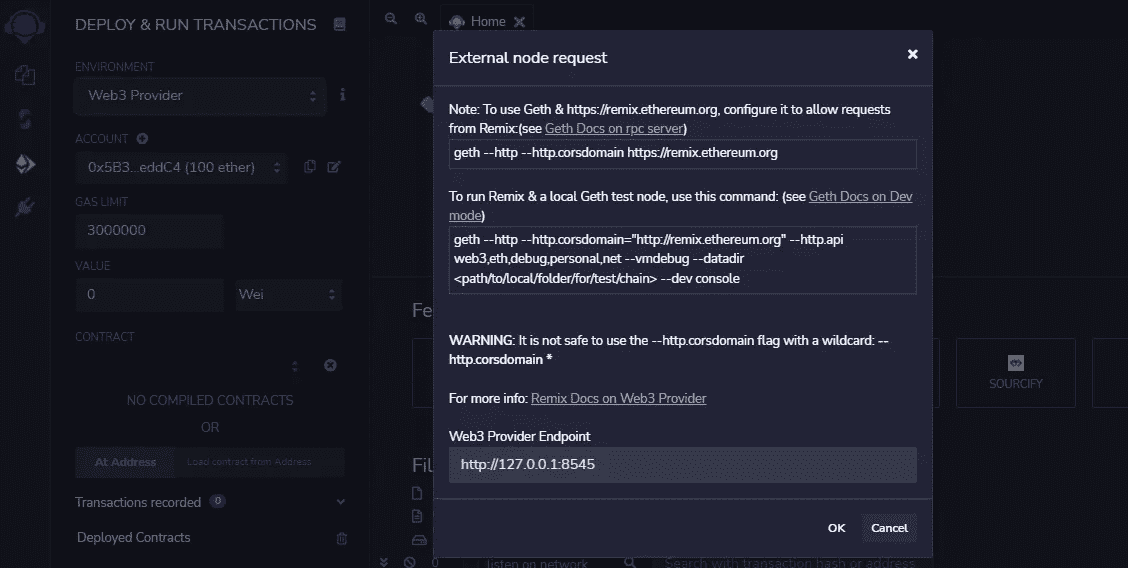 DEPLOY & RUN TRANSACTIONS
ENVIRONMENT
Web3 Provider
i
ACCOUNT
0x5B3...eddC4 (100 ether)
GAS LIMIT
3000000
VALUE
0
Wei
CONTRACT
NO COMPILED CONTRACTS
OR
At Address
Load contract from Address
Transactions recorded 0
Deployed Contracts
Home
External node request
Note: To use Geth & https://remix.ethereum.org, configure it to allow requests
from Remix:(see Geth Docs on rpc server)
geth --http --http.corsdomain https://remix.ethereum.org
To run Remix & a local Geth test node, use this command: (see Geth Docs on Dev
mode)
geth --http --http.corsdomain="http://remix.ethereum.org" --http.api
web3,eth,debug,personal,net --vmdebug --datadir
<path/to/local/folder/for/test/chain> --dev console
WARNING: It is not safe to use the --http.corsdomain flag with a wildcard: --
http.corsdomain *
For more info: Remix Docs on Web3 Provider
Web3 Provider Endpoint
http://127.0.0.1:8545
OK
Cancel
Fe
SOURCIFY
Fil
0
listen on network
Search with transaction hash or address